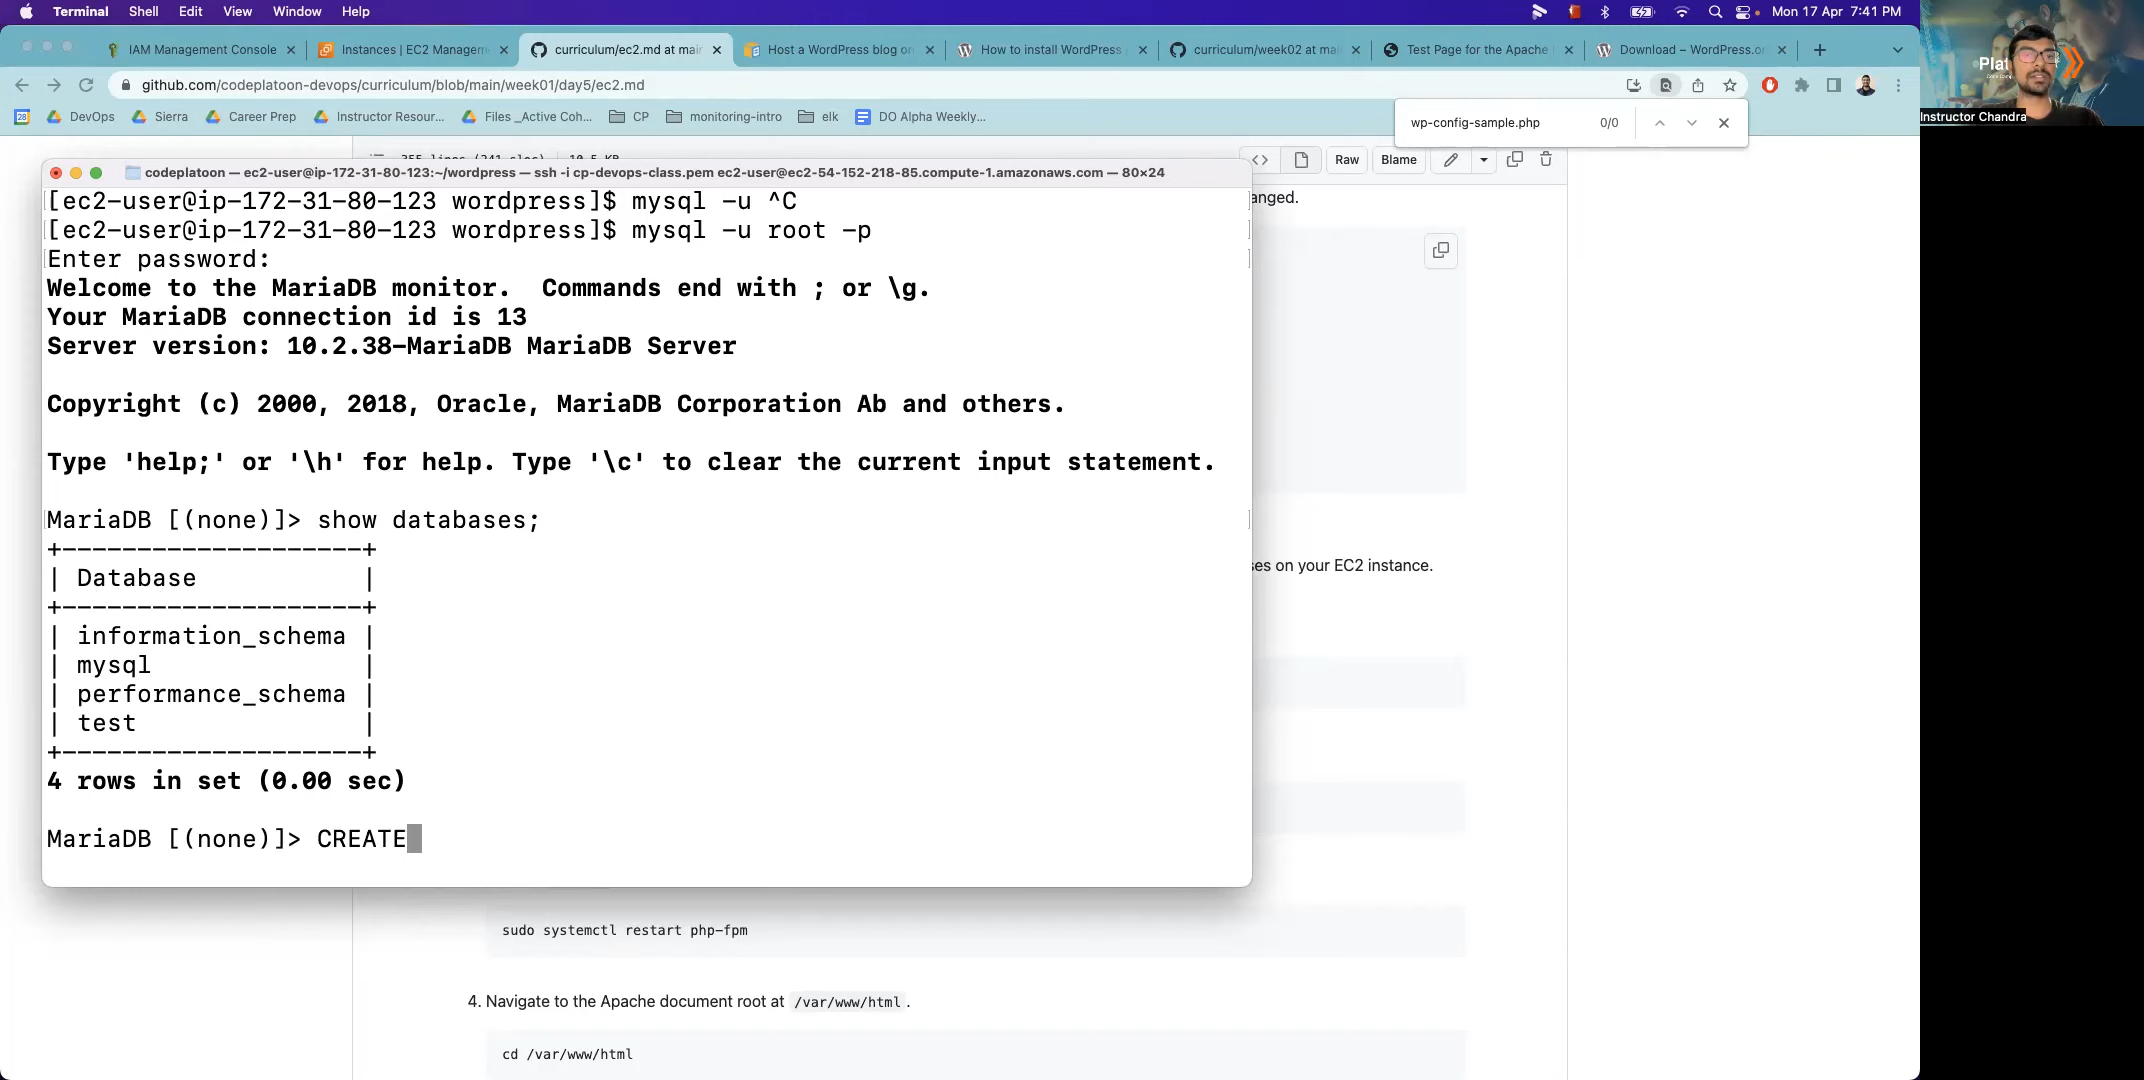 Terminal Shell Edit View Window Help
Mon 17 Apr 7:41 PM
IAM Management Console
Instances | EC2 Managem
curriculum/ec2.md at mai
Host a WordPress blog on
How to install WordPress
curriculum/week02 at mai
Test Page for the Apache
Download – WordPress.o
github.com/codeplatoon-devops/curriculum/blob/main/week01/day5/ec2.md
DevOps
Sierra
Career Prep
Instructor Resour...
Files _Active Coh...
CP
monitoring-intro
elk
DO Alpha Weekly...
wp-config-sample.php 0/0
Instructor Chandra
355 lines (241 sloc) 10.5 KB
Raw Blame
codeplatoon — ec2-user@ip-172-31-80-123:~/wordpress — ssh -i cp-devops-class.pem ec2-user@ec2-54-152-218-85.compute-1.amazonaws.com — 80×24
[ec2-user@ip-172-31-80-123 wordpress]$ mysql -u ^C
[ec2-user@ip-172-31-80-123 wordpress]$ mysql -u root -p
Enter password:
Welcome to the MariaDB monitor.  Commands end with ; or \g.
Your MariaDB connection id is 13
Server version: 10.2.38-MariaDB MariaDB Server
Copyright (c) 2000, 2018, Oracle, MariaDB Corporation Ab and others.
Type 'help;' or '\h' for help. Type '\c' to clear the current input statement.
MariaDB [(none)]> show databases;
+--------------------+
| Database           |
+--------------------+
| information_schema |
| mysql              |
| performance_schema |
| test               |
+--------------------+
4 rows in set (0.00 sec)
MariaDB [(none)]> CREATE
anged.
ses on your EC2 instance.
sudo systemctl restart php-fpm
4. Navigate to the Apache document root at /var/www/html .
cd /var/www/html